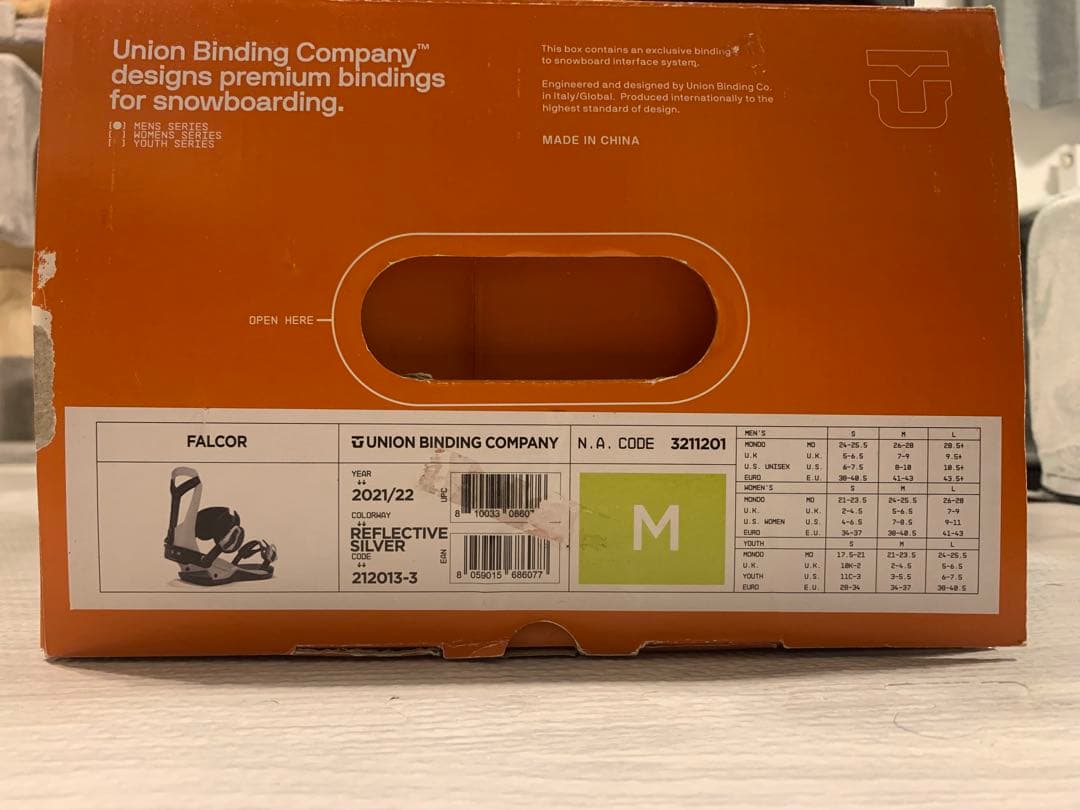 Union Binding Company™
designs premium bindings
for snowboarding.
[●] MENS SERIES
[ ] WOMENS SERIES
[ ] YOUTH SERIES
This box contains an exclusive binding
to snowboard interface system.
Engineered and designed by Union Binding Co.
in Italy/Global. Produced internationally to the
highest standard of design.
MADE IN CHINA
OPEN HERE
FALCOR
UNION BINDING COMPANY
N.A. CODE 3211201
YEAR
↓↓
2021/22
COLORWAY
↓↓
REFLECTIVE
SILVER
CODE
↓↓
212013-3
UPC
8 10033 0660
EAN
8 059015 686077
M
MEN'S S M L
MONDO MO 24-25.5 26-28 28.5+
U.K U.K. 5-6.5 7-9 9.5+
U.S. UNISEX U.S. 6-7.5 8-10 10.5+
EURO E.U. 38-40.5 41-43 43.5+
WOMEN'S S M L
MONDO MO 21-23.5 24-25.5 26-28
U.K. U.K. 2-4.5 5-6.5 7-9
U.S. WOMEN U.S. 4-6.5 7-8.5 9-11
EURO E.U. 34-37 38-40.5 41-43
YOUTH S M L
MONDO MO 17.5-21 21-23.5 24-25.5
U.K. U.K. 10K-2 2-4.5 5-6.5
YOUTH U.S. 11C-3 3-5.5 6-7.5
EURO E.U. 28-34 34-37 38-40.5